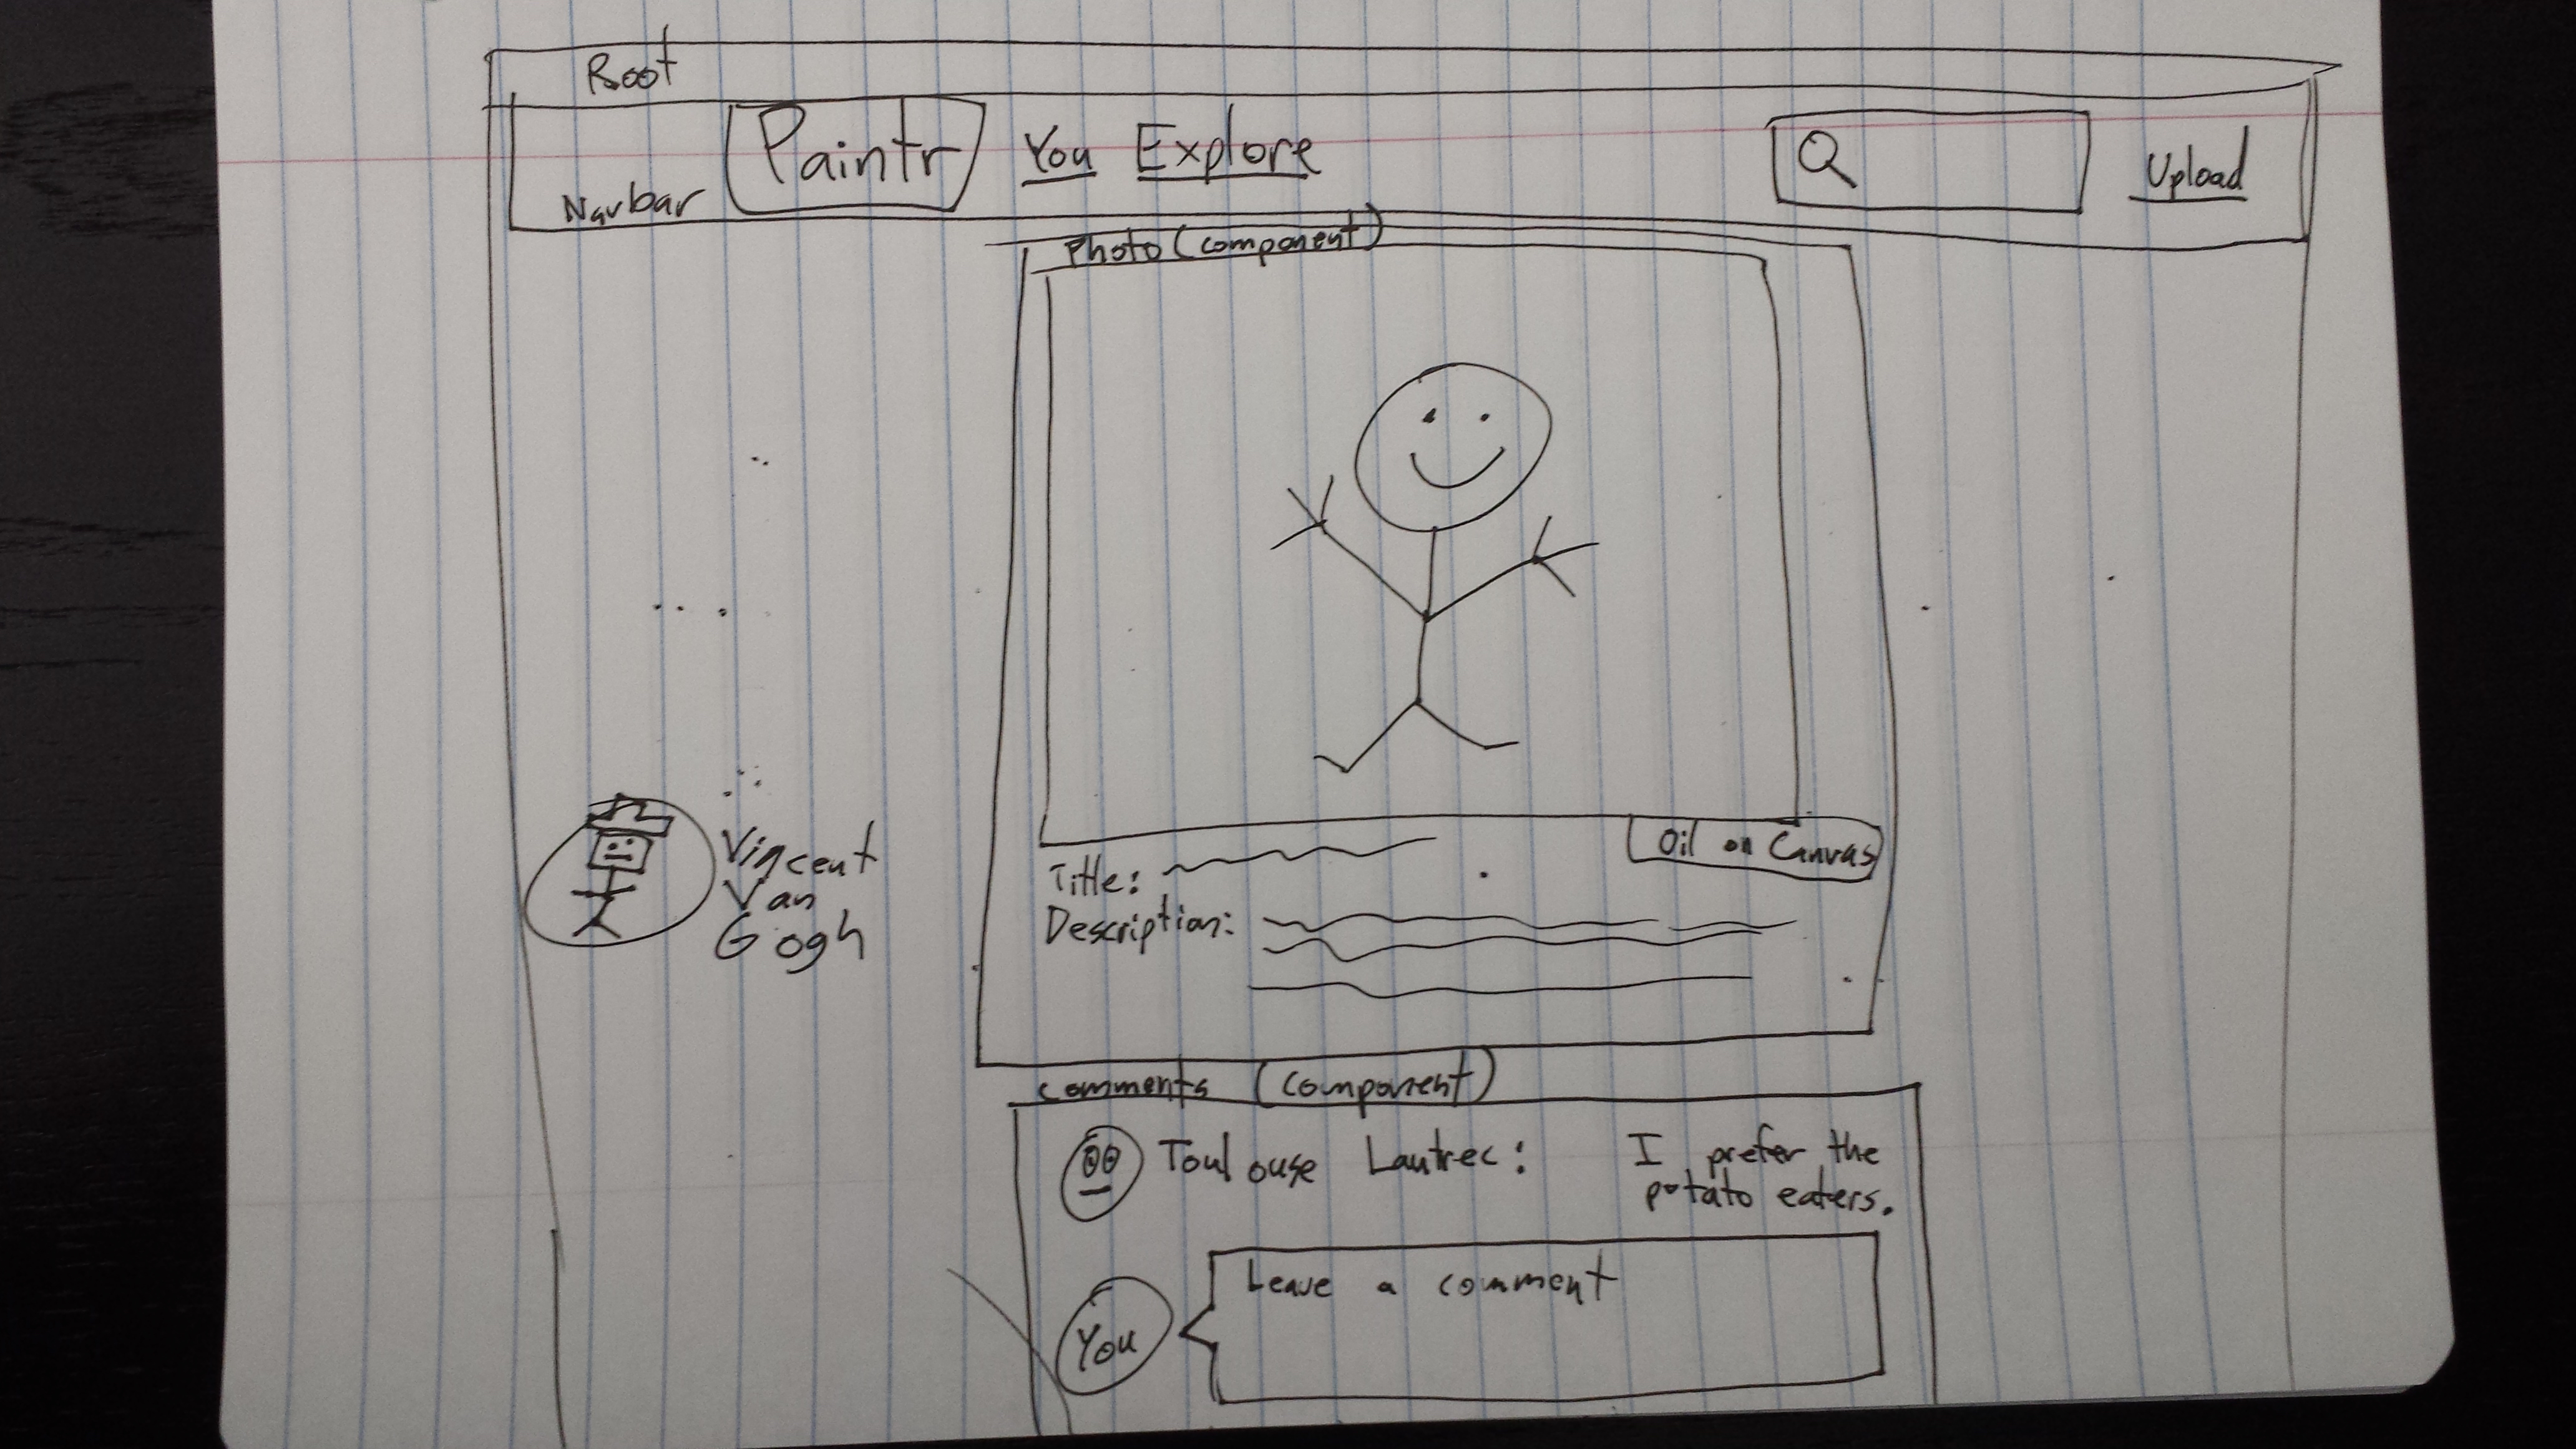 Root
Navbar
Paintr
You Explore
Upload
Photo (component)
Vincent
Van
Gogh
Oil on Canvas
Title:
Description:
Comments (component)
Toulouse Lautrec: I prefer the
potato eaters.
You
Leave a comment